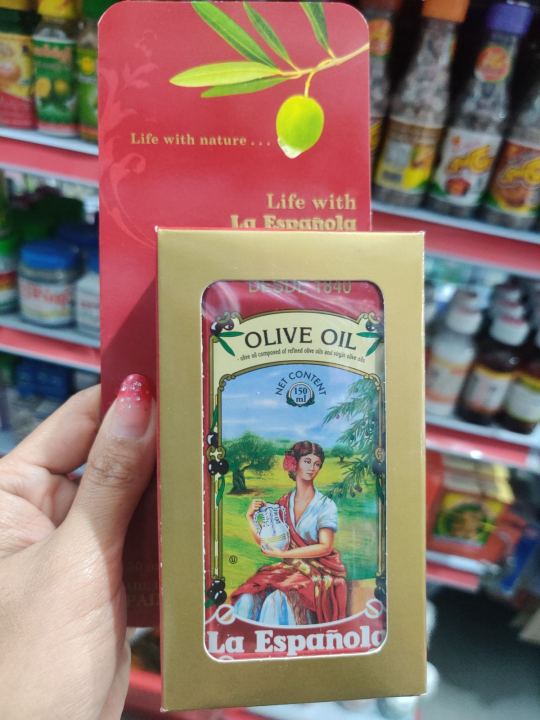 Life with nature . . .
Life with
La Española
DESDE 1840
OLIVE OIL
olive oil composed of refined olive oils and virgin olive oils
NET CONTENT
150
ml
U
La Española